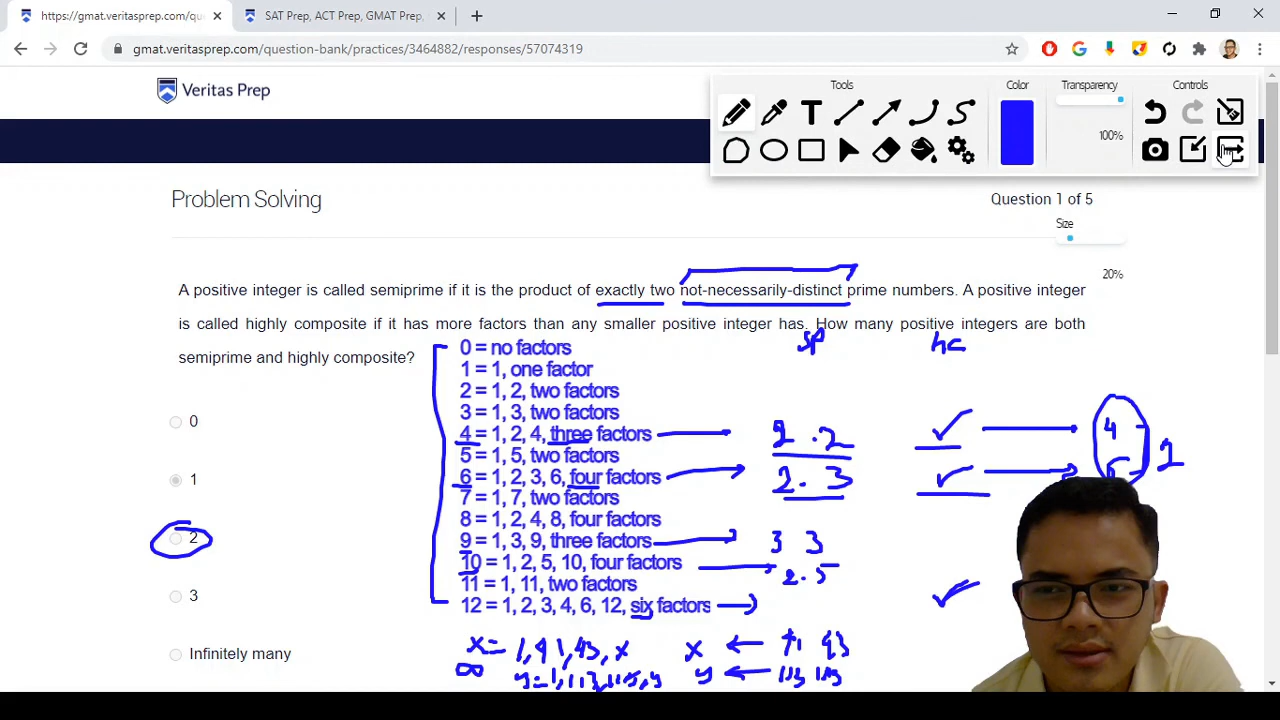 https://gmat.veritasprep.com/qu
SAT Prep, ACT Prep, GMAT Prep,
gmat.veritasprep.com/question-bank/practices/3464882/responses/57074319
Veritas Prep
Tools
Color
Transparency
Controls
100%
Problem Solving
Question 1 of 5
Size
20%
A positive integer is called semiprime if it is the product of exactly two not-necessarily-distinct prime numbers. A positive integer
is called highly composite if it has more factors than any smaller positive integer has. How many positive integers are both
semiprime and highly composite?
sp hc
0 = no factors
1 = 1, one factor
2 = 1, 2, two factors
3 = 1, 3, two factors
4 = 1, 2, 4, three factors
2 . 2
4
5 = 1, 5, two factors
6 = 1, 2, 3, 6, four factors
2 . 3
2
7 = 1, 7, two factors
8 = 1, 2, 4, 8, four factors
9 = 1, 3, 9, three factors
3 3
10 = 1, 2, 5, 10, four factors
2 . 5
11 = 1, 11, two factors
12 = 1, 2, 3, 4, 6, 12, six factors
0
1
2
3
Infinitely many
x = 1, 41, 43, x
x
43
∞
y